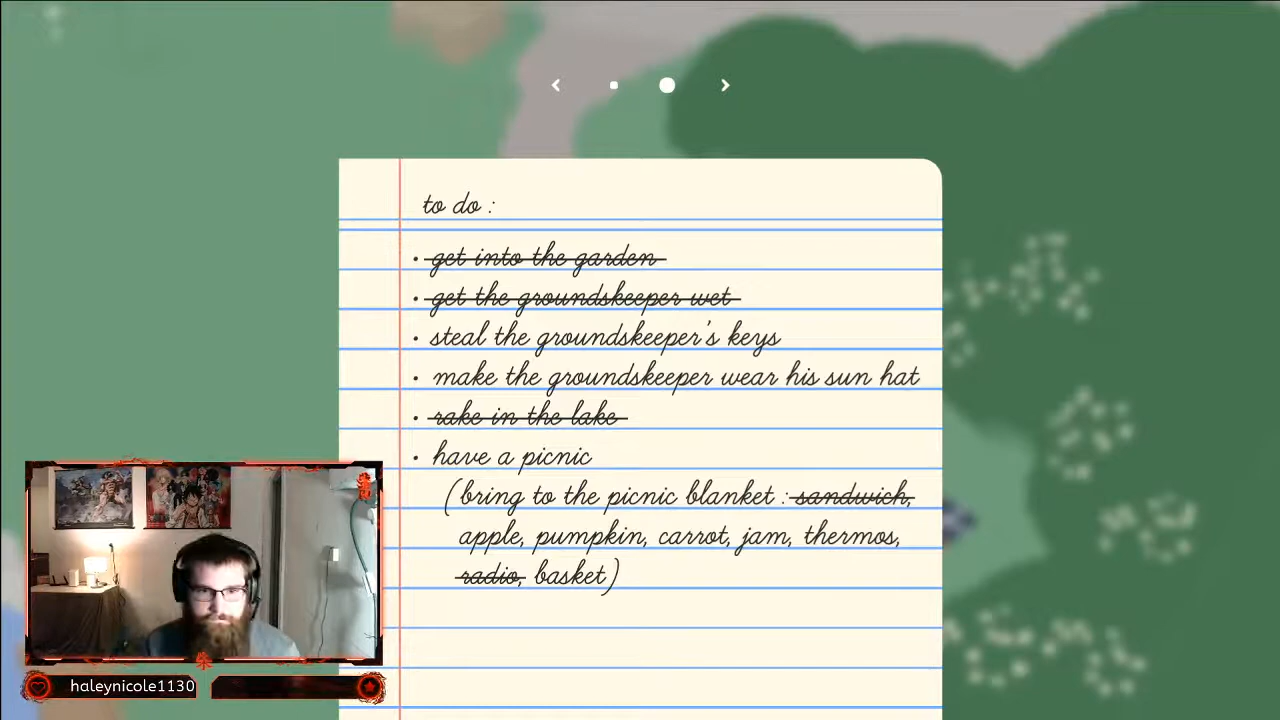 to do :
• get into the garden
• get the groundskeeper wet
• steal the groundskeeper's keys
• make the groundskeeper wear his sun hat
• rake in the lake
• have a picnic
(bring to the picnic blanket : sandwich,
apple, pumpkin, carrot, jam, thermos,
radio, basket)
haleynicole1130